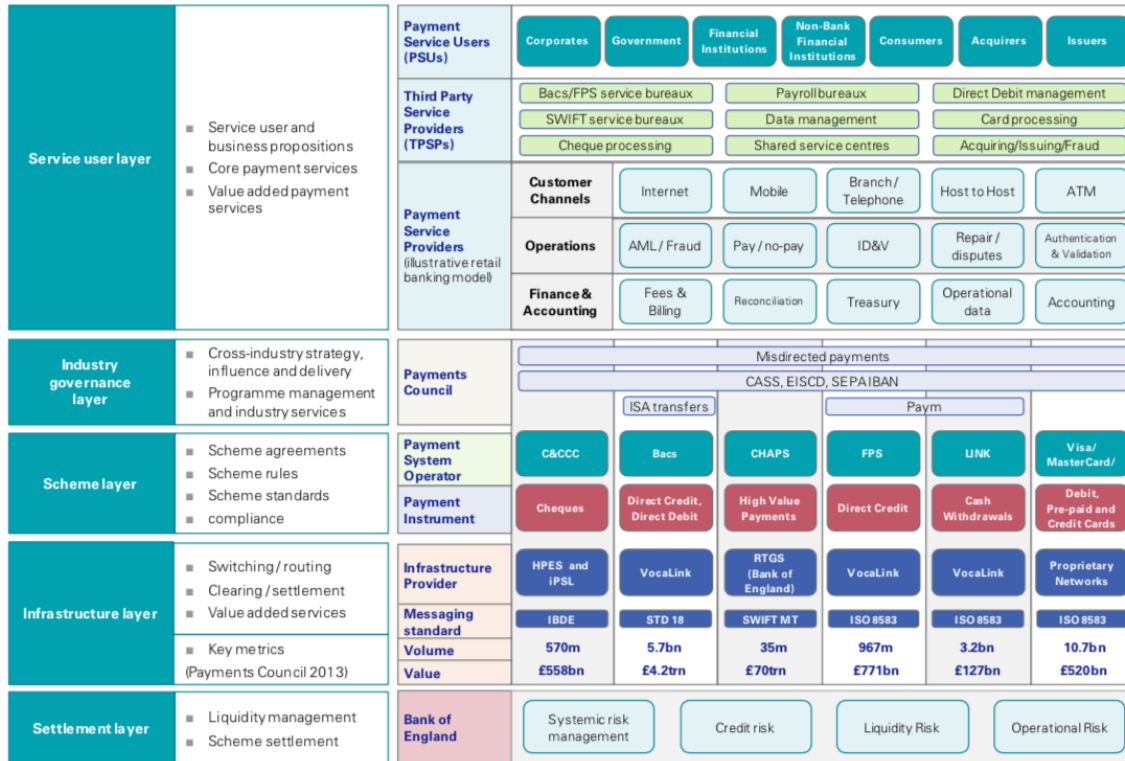 Service user layer
Service user and
business propositions
Core payment services
Value added payment
services
Payment
Service Users
(PSUs)
Corporates
Government
Financial
Institutions
Non-Bank
Financial
Institutions
Consumers
Acquirers
Issuers
Third Party
Service
Providers
(TPSPs)
Bacs/FPS service bureaux
Payroll bureaux
Direct Debit management
SWIFT service bureaux
Data management
Card processing
Cheque processing
Shared service centres
Acquiring/Issuing/Fraud
Payment
Service
Providers
(illustrative retail
banking model)
Customer
Channels
Internet
Mobile
Branch /
Telephone
Host to Host
ATM
Operations
AML / Fraud
Pay / no-pay
ID&V
Repair /
disputes
Authentication
& Validation
Finance &
Accounting
Fees &
Billing
Reconciliation
Treasury
Operational
data
Accounting
Industry
governance
layer
Cross-industry strategy,
influence and delivery
Programme management
and industry services
Payments
Council
Misdirected payments
CASS, EISCD, SEPAIBAN
ISA transfers
Paym
Scheme layer
Scheme agreements
Scheme rules
Scheme standards
compliance
Payment
System
Operator
C&CCC
Bacs
CHAPS
FPS
LINK
Visa/
MasterCard/
Payment
Instrument
Cheques
Direct Credit,
Direct Debit
High Value
Payments
Direct Credit
Cash
Withdrawals
Debit,
Pre-paid and
Credit Cards
Infrastructure layer
Switching / routing
Clearing / settlement
Value added services
Key metrics
(Payments Council 2013)
Infrastructure
Provider
HPES and
iPSL
VocaLink
RTGS
(Bank of
England)
VocaLink
VocaLink
Proprietary
Networks
Messaging
standard
IBDE
STD 18
SWIFT MT
ISO 8583
ISO 8583
ISO 8583
Volume
570m
5.7bn
35m
967m
3.2bn
10.7bn
Value
£558bn
£4.2trn
£70trn
£771bn
£127bn
£520bn
Settlement layer
Liquidity management
Scheme settlement
Bank of
England
Systemic risk
management
Credit risk
Liquidity Risk
Operational Risk